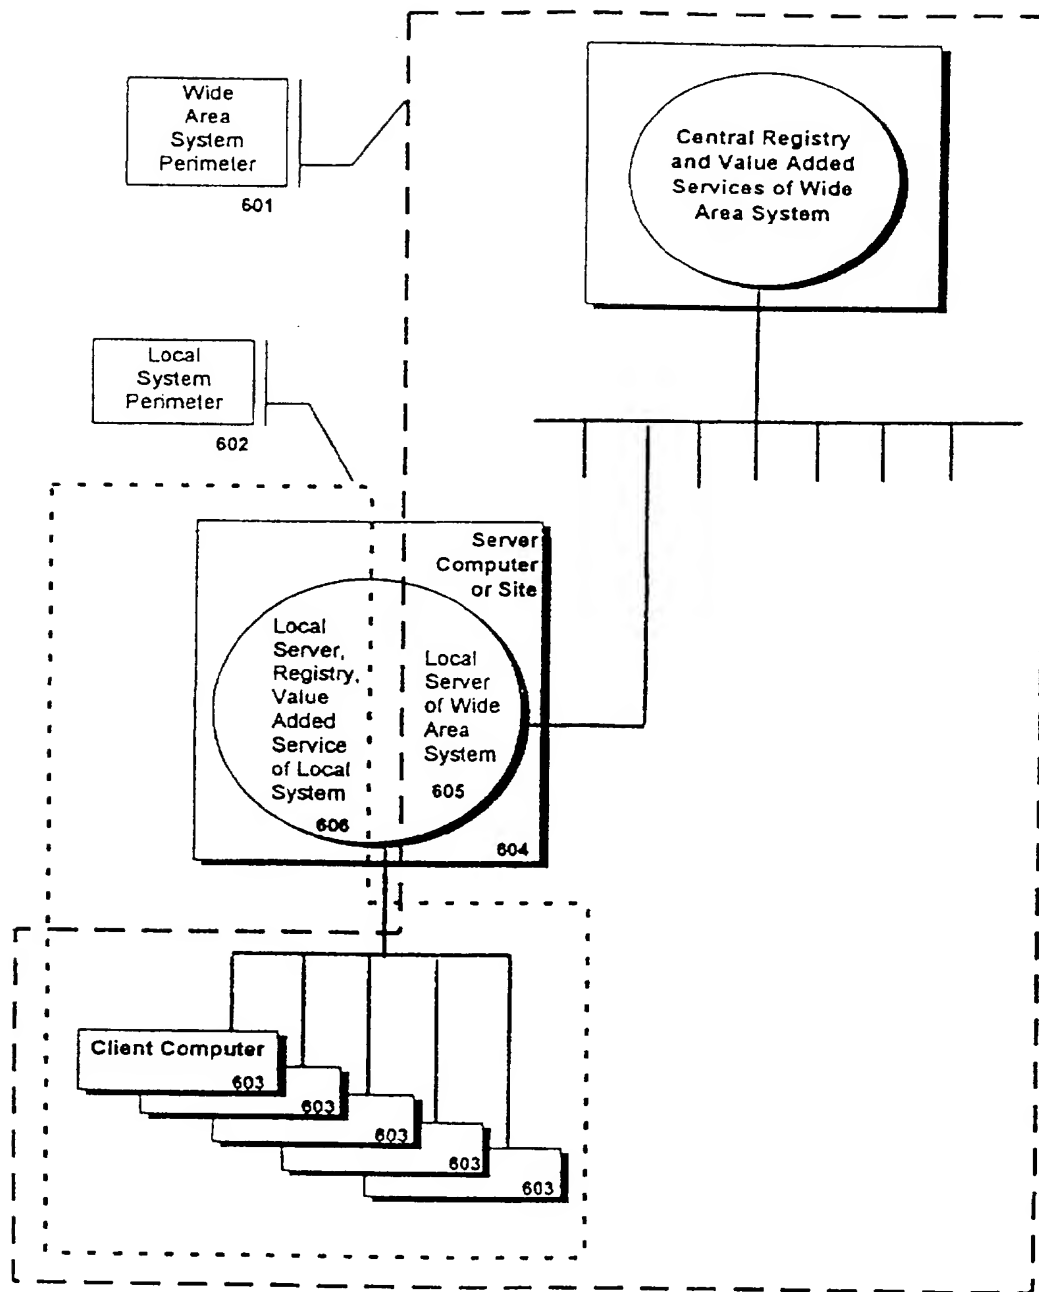 Wide
Area
System
Perimeter
601
Central Registry
and Value Added
Services of Wide
Area System
Local
System
Perimeter
602
Server
Computer
or Site
Local
Server,
Registry,
Value
Added
Service
of Local
System
606
Local
Server
of Wide
Area
System
605
604
Client Computer
603
603
603
603
603